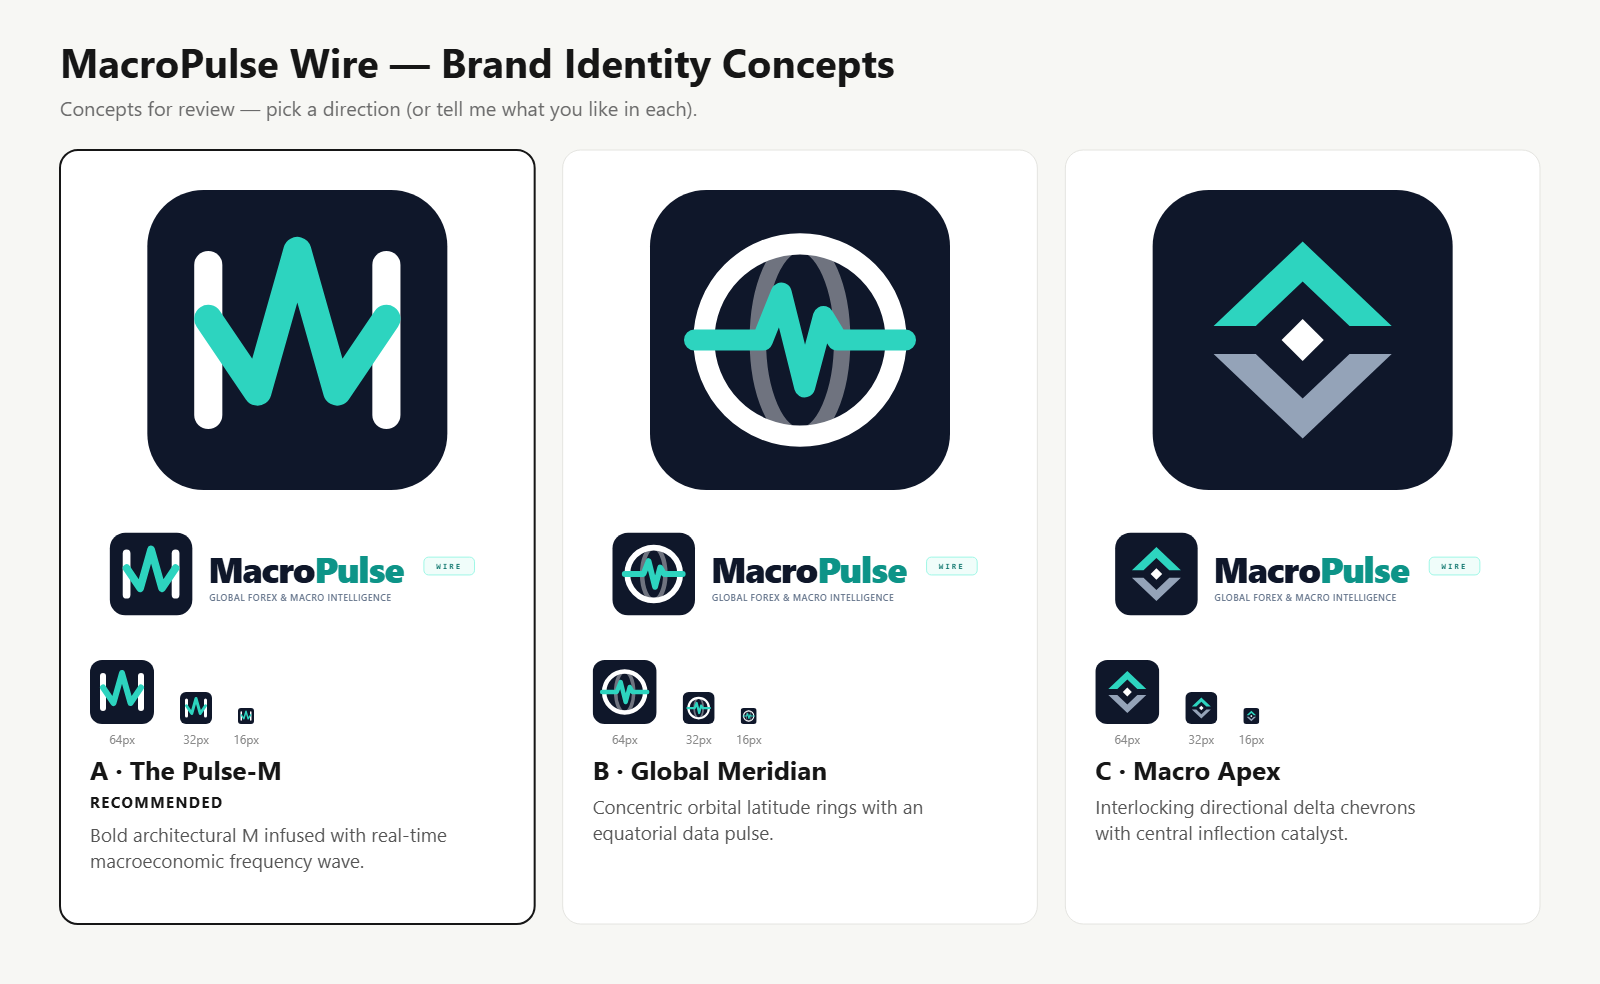 MacroPulse Wire — Brand Identity Concepts
Concepts for review — pick a direction (or tell me what you like in each).
MacroPulse WIRE
GLOBAL FOREX & MACRO INTELLIGENCE
64px 32px 16px
A · The Pulse-M
RECOMMENDED
Bold architectural M infused with real-time
macroeconomic frequency wave.
MacroPulse WIRE
GLOBAL FOREX & MACRO INTELLIGENCE
64px 32px 16px
B · Global Meridian
Concentric orbital latitude rings with an
equatorial data pulse.
MacroPulse WIRE
GLOBAL FOREX & MACRO INTELLIGENCE
64px 32px 16px
C · Macro Apex
Interlocking directional delta chevrons
with central inflection catalyst.